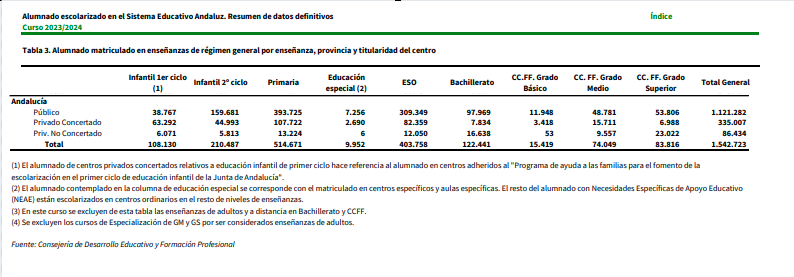 Alumnado escolarizado en el Sistema Educativo Andaluz. Resumen de datos definitivos Índice
Curso 2023/2024
Tabla 3. Alumnado matriculado en enseñanzas de régimen general por enseñanza, provincia y titularidad del centro
Infantil 1er ciclo (1) Infantil 2º ciclo Primaria Educación especial (2) ESO Bachillerato CC.FF. Grado Básico CC. FF. Grado Medio CC. FF. Grado Superior Total General
Andalucía
Público 38.767 159.681 393.725 7.256 309.349 97.969 11.948 48.781 53.806 1.121.282
Privado Concertado 63.292 44.993 107.722 2.690 82.359 7.834 3.418 15.711 6.988 335.007
Priv. No Concertado 6.071 5.813 13.224 6 12.050 16.638 53 9.557 23.022 86.434
Total 108.130 210.487 514.671 9.952 403.758 122.441 15.419 74.049 83.816 1.542.723
(1) El alumnado de centros privados concertados relativos a educación infantil de primer ciclo hace referencia al alumnado en centros adheridos al "Programa de ayuda a las familias para el fomento de la
escolarización en el primer ciclo de educación infantil de la Junta de Andalucía".
(2) El alumnado contemplado en la columna de educación especial se corresponde con el matriculado en centros específicos y aulas específicas. El resto del alumnado con Necesidades Específicas de Apoyo Educativo
(NEAE) están escolarizados en centros ordinarios en el resto de niveles de enseñanzas.
(3) En este curso se excluyen de esta tabla las enseñanzas de adultos y a distancia en Bachillerato y CCFF.
(4) Se excluyen los cursos de Especialización de GM y GS por ser considerados enseñanzas de adultos.
Fuente: Consejería de Desarrollo Educativo y Formación Profesional